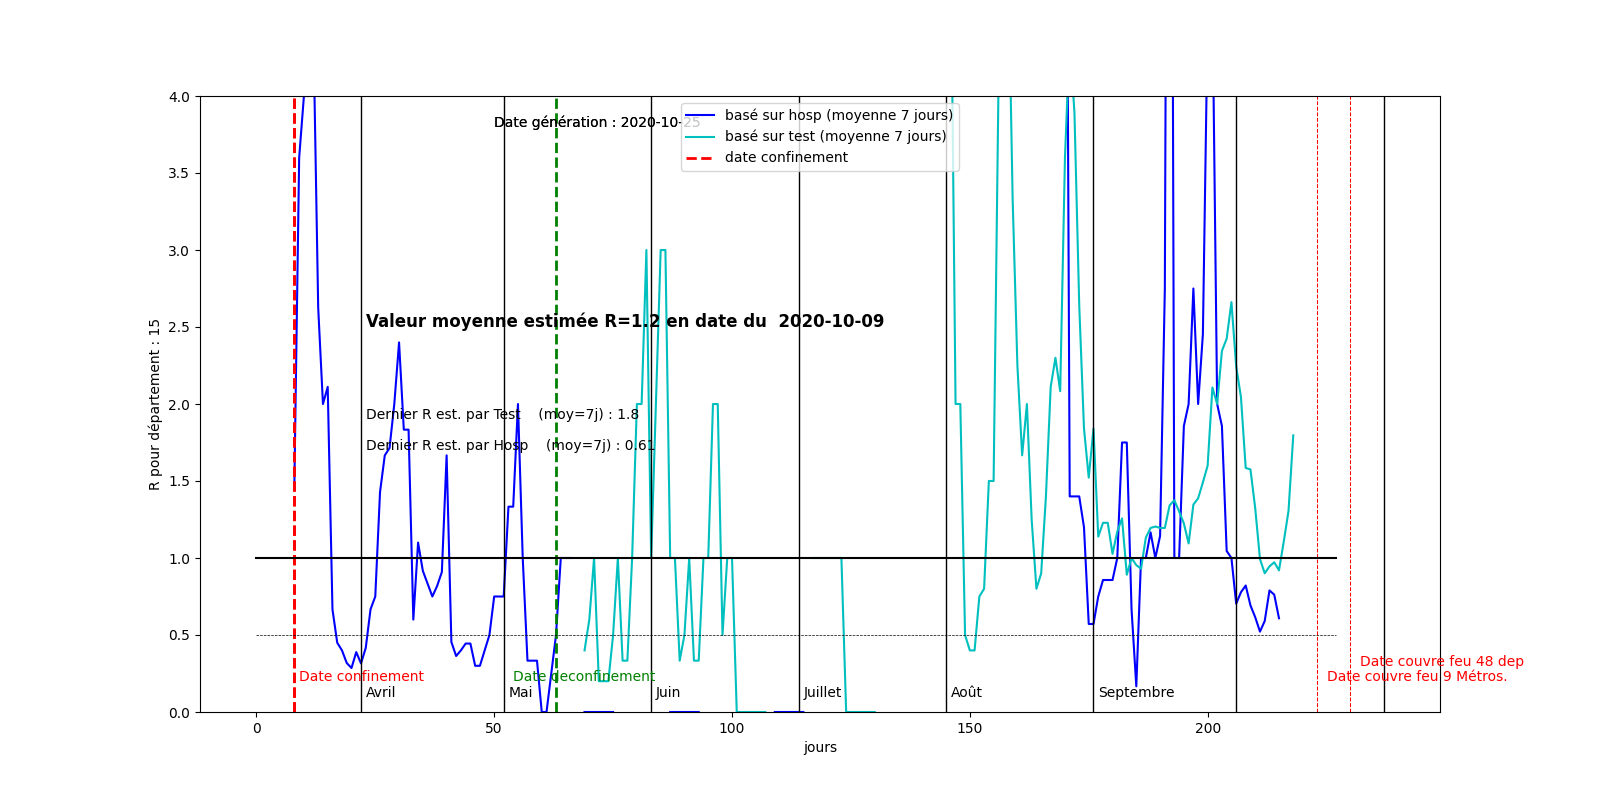 Date génération : 2020-10-25
basé sur hosp (moyenne 7 jours)
basé sur test (moyenne 7 jours)
date confinement
Valeur moyenne estimée R=1.2 en date du  2020-10-09
Dernier R est. par Test    (moy=7j) : 1.8
Dernier R est. par Hosp    (moy=7j) : 0.61
R pour département : 15
4.0
3.5
3.0
2.5
2.0
1.5
1.0
0.5
0.0
Date couvre feu 48 dep
Date confinement
Date deconfinement
Date couvre feu 9 Métros.
Avril
Mai
Juin
Juillet
Août
Septembre
0
50
100
150
200
jours